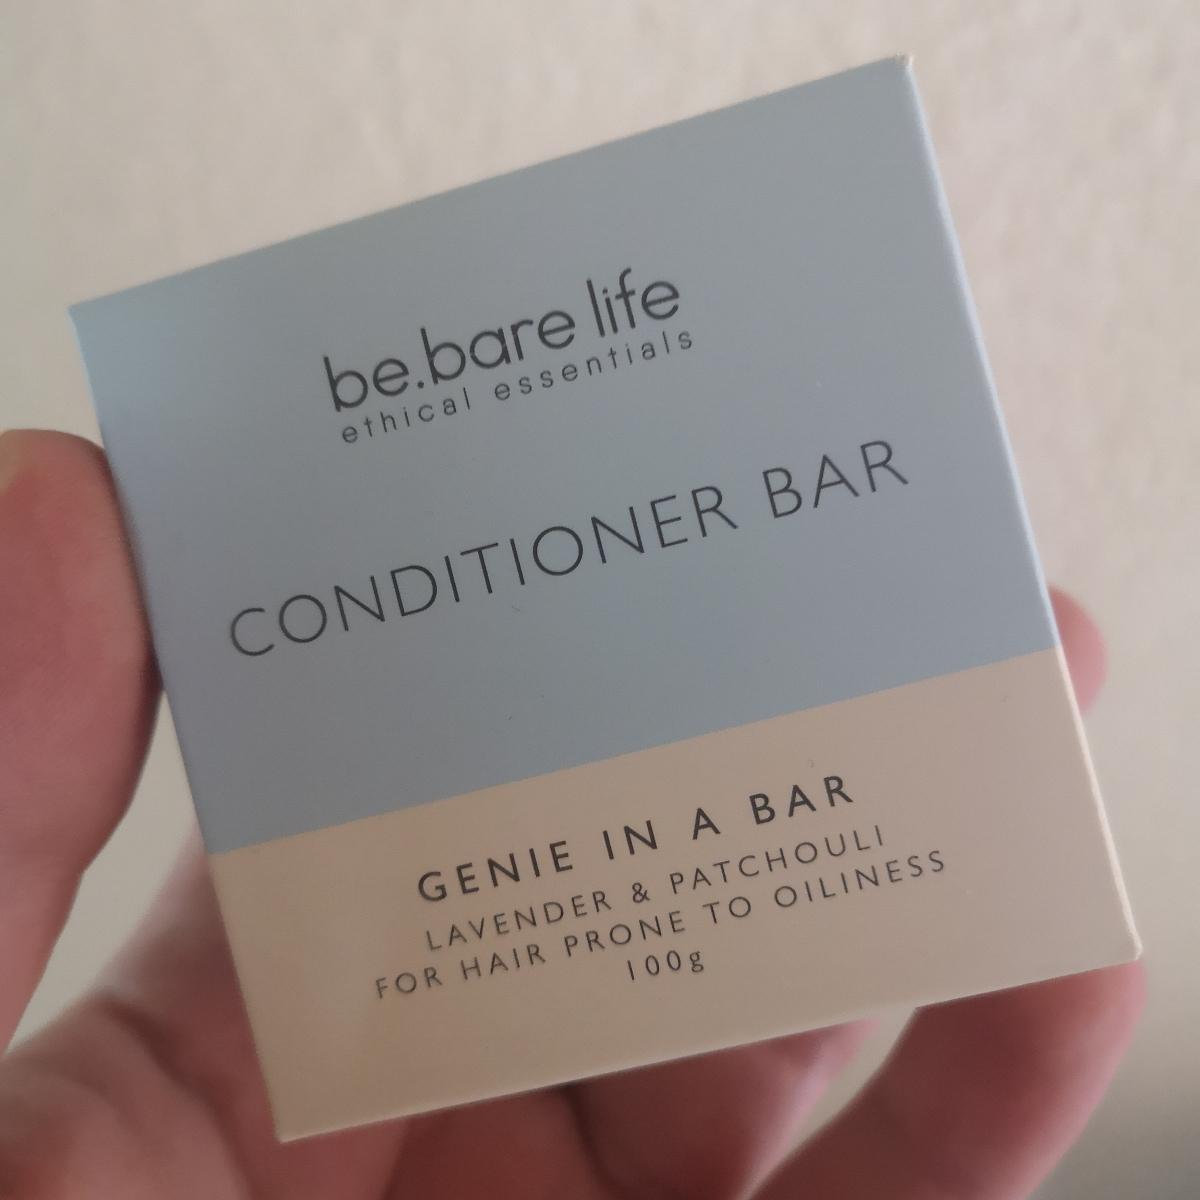 be.bare life
ethical essentials
CONDITIONER BAR
GENIE IN A BAR
LAVENDER & PATCHOULI
FOR HAIR PRONE TO OILINESS
100g